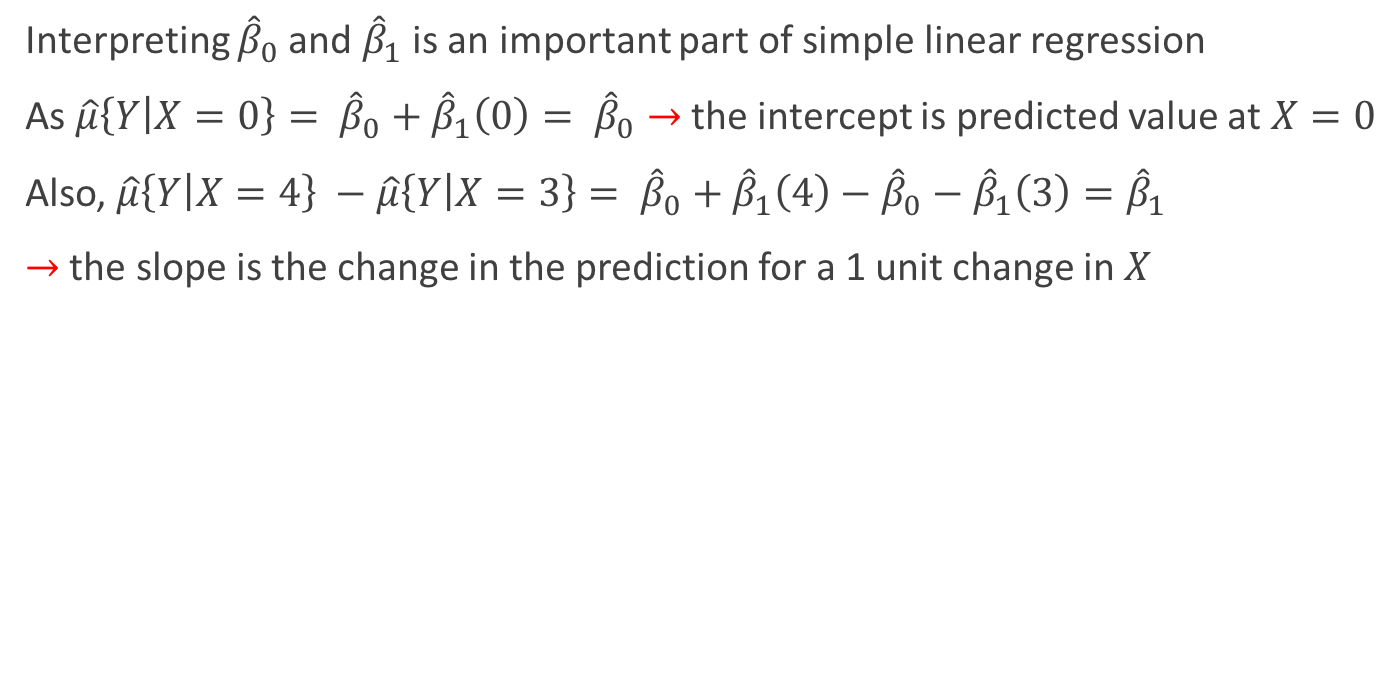 Interpreting β̂₀ and β̂₁ is an important part of simple linear regression
As μ̂{Y|X = 0} = β̂₀ + β̂₁(0) = β̂₀ → the intercept is predicted value at X = 0
Also, μ̂{Y|X = 4} − μ̂{Y|X = 3} = β̂₀ + β̂₁(4) − β̂₀ − β̂₁(3) = β̂₁
→ the slope is the change in the prediction for a 1 unit change in X